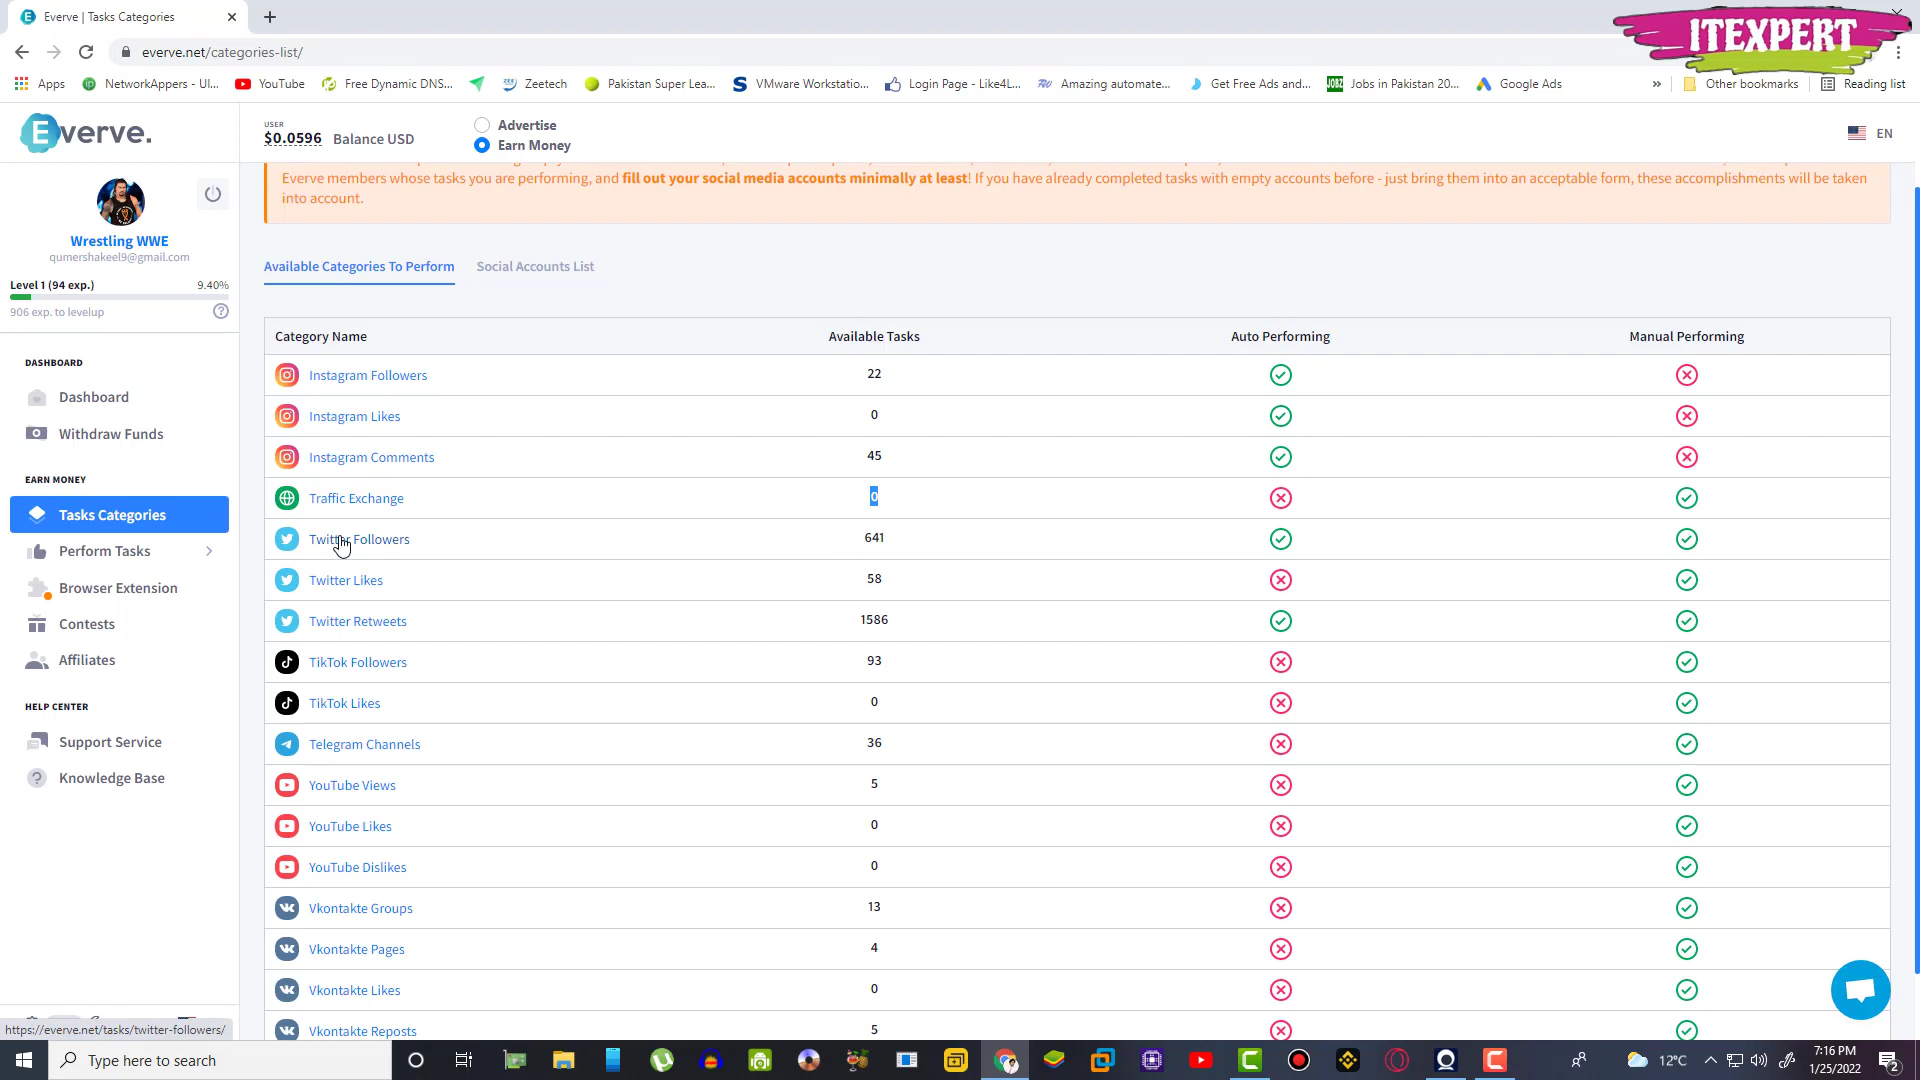 Everve | Tasks Categories
ITEXPERT
everve.net/categories-list/
Apps
NetworkAppers - Ul...
YouTube
Free Dynamic DNS...
Zeetech
Pakistan Super Lea...
VMware Workstatio...
Login Page - Like4L...
Amazing automate...
Get Free Ads and...
JOBZ
Jobs in Pakistan 20...
Google Ads
Other bookmarks
Reading list
Everve.
USER
$0.0596 Balance USD
Advertise
Earn Money
EN
Everve members whose tasks you are performing, and fill out your social media accounts minimally at least! If you have already completed tasks with empty accounts before - just bring them into an acceptable form, these accomplishments will be taken
into account.
Wrestling WWE
qumershakeel9@gmail.com
Level 1 (94 exp.) 9.40%
906 exp. to levelup
DASHBOARD
Dashboard
Withdraw Funds
EARN MONEY
Tasks Categories
Perform Tasks
Browser Extension
Contests
Affiliates
HELP CENTER
Support Service
Knowledge Base
Available Categories To Perform
Social Accounts List
Category Name Available Tasks Auto Performing Manual Performing
Instagram Followers 22
Instagram Likes 0
Instagram Comments 45
Traffic Exchange 0
Twitter Followers 641
Twitter Likes 58
Twitter Retweets 1586
TikTok Followers 93
TikTok Likes 0
Telegram Channels 36
YouTube Views 5
YouTube Likes 0
YouTube Dislikes 0
Vkontakte Groups 13
Vkontakte Pages 4
Vkontakte Likes 0
Vkontakte Reposts 5
https://everve.net/tasks/twitter-followers/
Type here to search
12°C
7:16 PM
1/25/2022
2